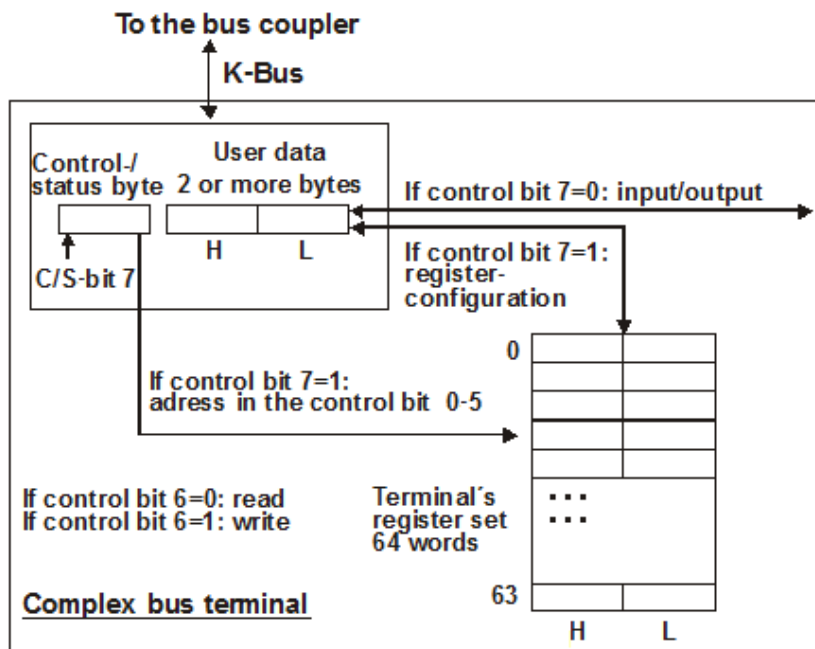 To the bus coupler
K-Bus
Control-/
status byte
User data
2 or more bytes
H
L
C/S-bit 7
If control bit 7=0: input/output
If control bit 7=1:
register-
configuration
If control bit 7=1:
adress in the control bit 0-5
0
If control bit 6=0: read
If control bit 6=1: write
Terminal´s
register set
64 words
...
...
63
H
L
Complex bus terminal